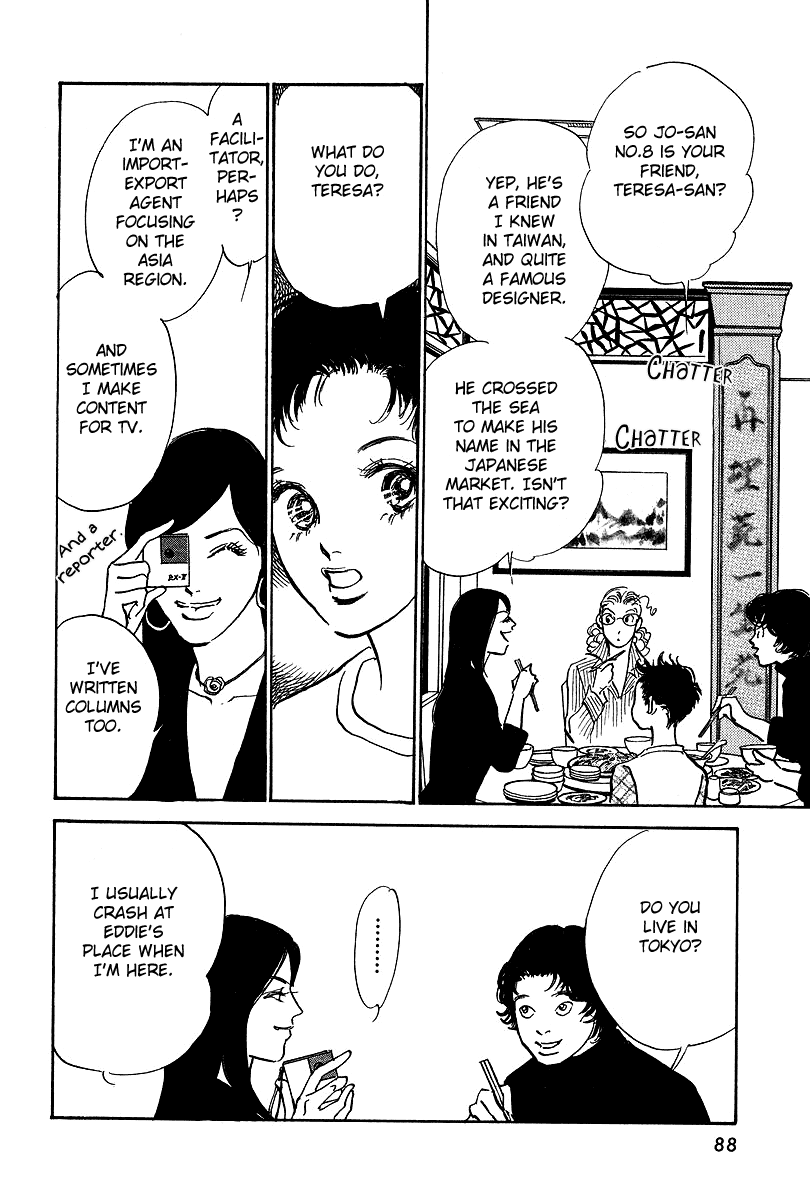 SO JO-SAN
NO.8 IS YOUR
FRIEND,
TERESA-SAN?
YEP, HE'S
A FRIEND
I KNEW
IN TAIWAN,
AND QUITE
A FAMOUS
DESIGNER.
HE CROSSED
THE SEA
TO MAKE HIS
NAME IN THE
JAPANESE
MARKET. ISN'T
THAT EXCITING?
CHATTER
CHATTER
WHAT DO
YOU DO,
TERESA?
A
FACILI-
TATOR,
PER-
HAPS
?
I'M AN
IMPORT-
EXPORT
AGENT
FOCUSING
ON THE
ASIA
REGION.
AND
SOMETIMES
I MAKE
CONTENT
FOR TV.
And a
reporter.
I'VE
WRITTEN
COLUMNS
TOO.
DO YOU
LIVE IN
TOKYO?
.........
I USUALLY
CRASH AT
EDDIE'S
PLACE WHEN
I'M HERE.
88